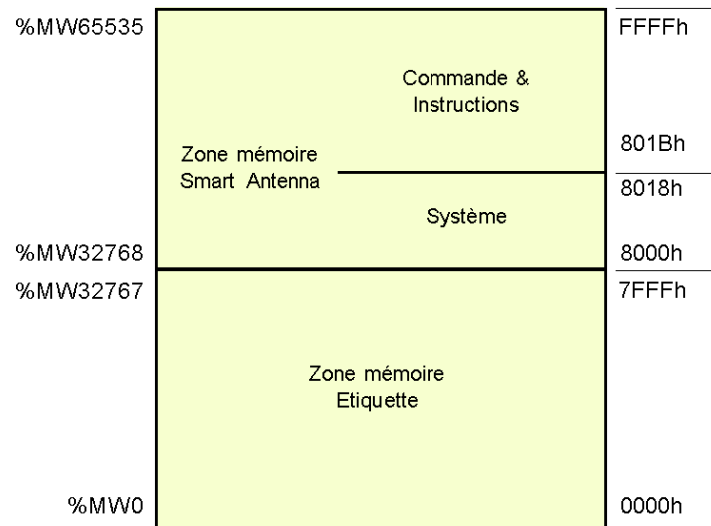 %MW65535
FFFFh
Commande &
Instructions
801Bh
Zone mémoire
Smart Antenna
8018h
Système
%MW32768
8000h
%MW32767
7FFFh
Zone mémoire
Etiquette
%MW0
0000h